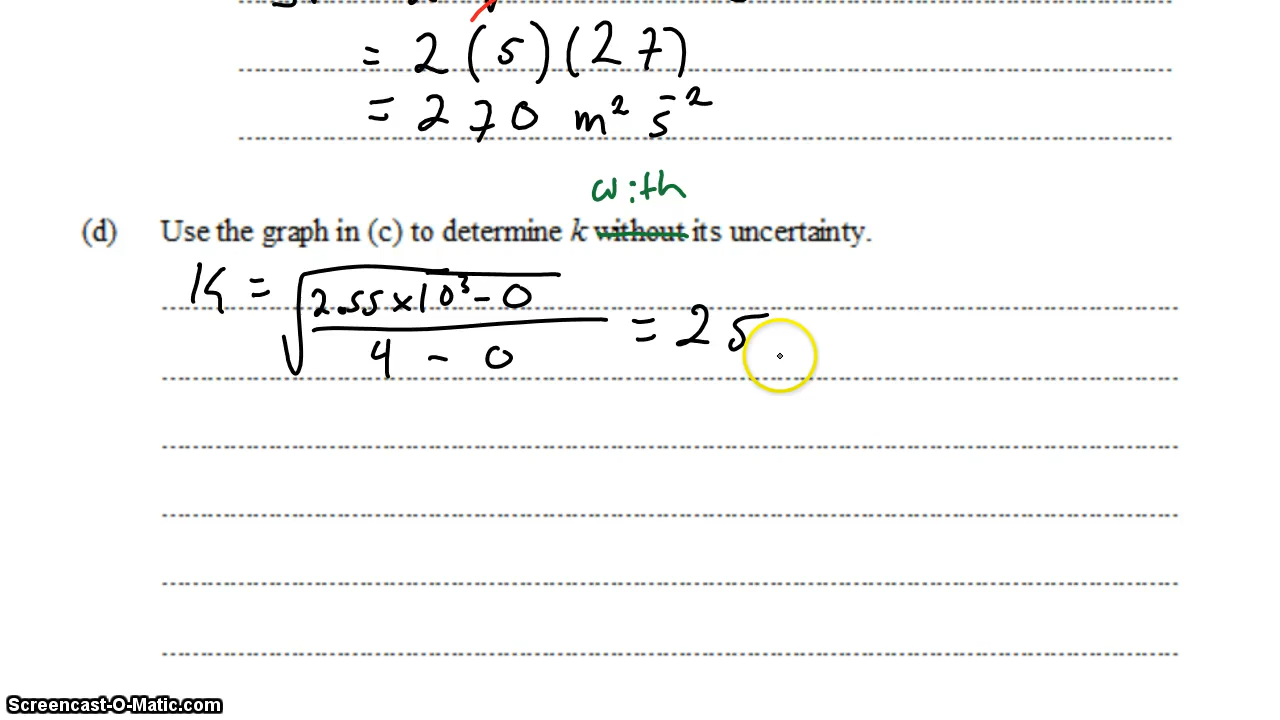 = 2 (5) (27)
= 270 m² s⁻²
with
(d) Use the graph in (c) to determine k without its uncertainty.
K = √((2.55 × 10³ - 0) / (4 - 0)) = 25
Screencast-O-Matic.com